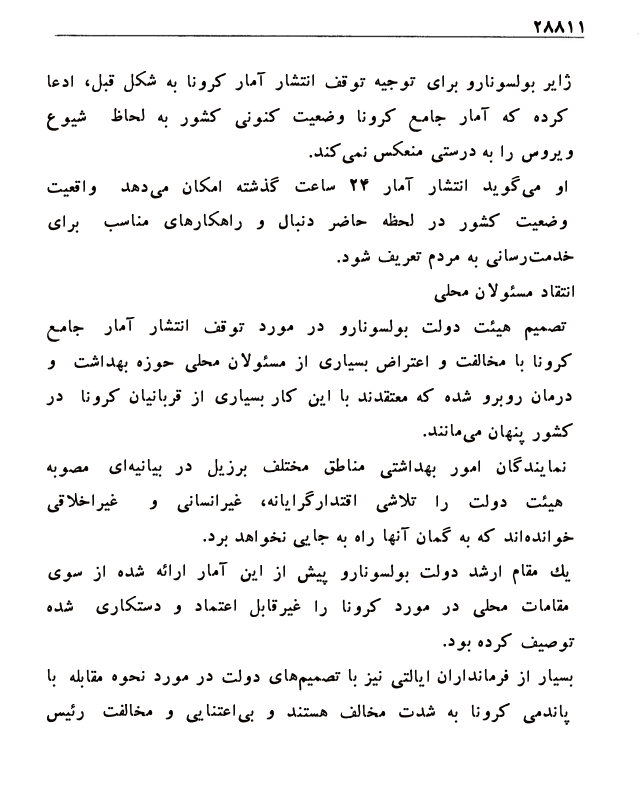 ۲۸۸۱۱
ژایر بولسونارو برای توجیه توقف انتشار آمار کرونا به شکل قبل، ادعا
کرده که آمار جامع کرونا وضعیت کنونی کشور به لحاظ شیوع
ویروس را به درستی منعکس نمی‌کند.
او می‌گوید انتشار آمار ۲۴ ساعت گذشته امکان می‌دهد واقعیت
وضعیت کشور در لحظه حاضر دنبال و راهکارهای مناسب برای
خدمت‌رسانی به مردم تعریف شود.
انتقاد مسئولان محلی
تصمیم هیئت دولت بولسونارو در مورد توقف انتشار آمار جامع
کرونا با مخالفت و اعتراض بسیاری از مسئولان محلی حوزه بهداشت و
درمان روبرو شده که معتقدند با این کار بسیاری از قربانیان کرونا در
کشور پنهان می‌مانند.
نمایندگان امور بهداشتی مناطق مختلف برزیل در بیانیه‌ای مصوبه
هیئت دولت را تلاشی اقتدارگرایانه، غیرانسانی و غیراخلاقی
خوانده‌اند که به گمان آنها راه به جایی نخواهد برد.
یك مقام ارشد دولت بولسونارو پیش از این آمار ارائه شده از سوی
مقامات محلی در مورد کرونا را غیرقابل اعتماد و دستکاری شده
توصیف کرده بود.
بسیار از فرمانداران ایالتی نیز با تصمیم‌های دولت در مورد نحوه مقابله با
پاندمی کرونا به شدت مخالف هستند و بی‌اعتنایی و مخالفت رئیس